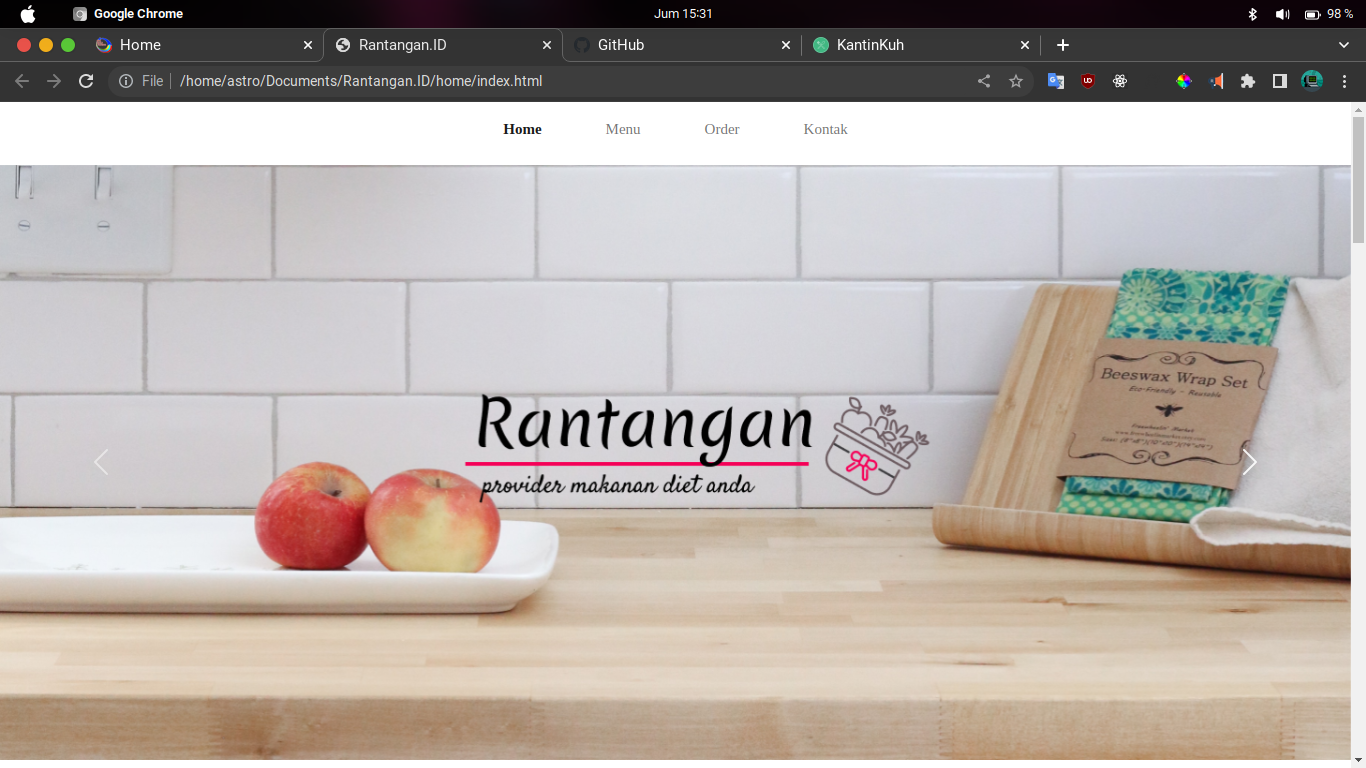 Google Chrome
Jum 15:31
98 %
Home
Rantangan.ID
GitHub
KantinKuh
File
/home/astro/Documents/Rantangan.ID/home/index.html
Home
Menu
Order
Kontak
Rantangan
provider makanan diet anda
Beeswax Wrap Set
Eco-friendly - Reusable